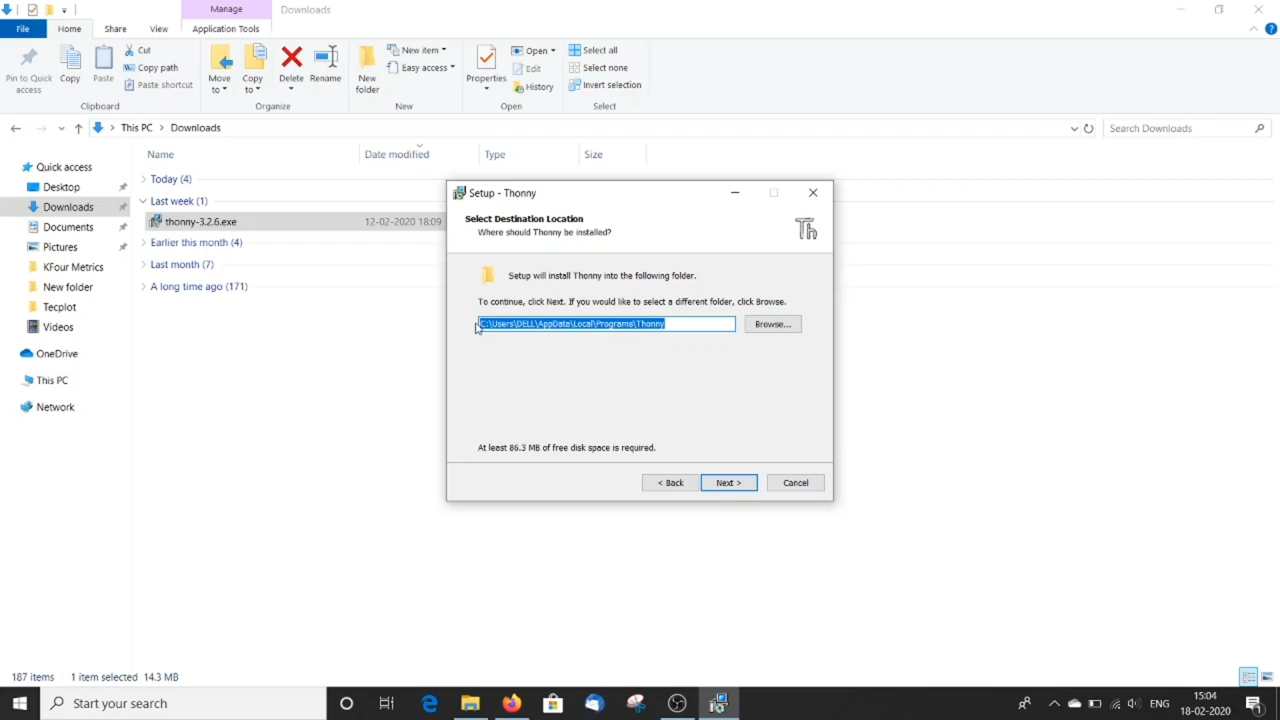 Manage
Downloads
File
Home
Share
View
Application Tools
Pin to Quick access
Copy
Paste
Cut
Copy path
Paste shortcut
Clipboard
Move to
Copy to
Delete
Rename
Organize
New folder
New item
Easy access
New
Properties
Open
Edit
History
Open
Select all
Select none
Invert selection
Select
This PC > Downloads
Search Downloads
Name
Date modified
Type
Size
Quick access
Desktop
Downloads
Documents
Pictures
KFour Metrics
New folder
Tecplot
Videos
OneDrive
This PC
Network
Today (4)
Last week (1)
thonny-3.2.6.exe
12-02-2020 18:09
Earlier this month (4)
Last month (7)
A long time ago (171)
Setup - Thonny
Select Destination Location
Where should Thonny be installed?
Th
Setup will install Thonny into the following folder.
To continue, click Next. If you would like to select a different folder, click Browse.
C:\Users\DELL\AppData\Local\Programs\Thonny
Browse...
At least 86.3 MB of free disk space is required.
< Back
Next >
Cancel
187 items
1 item selected 14.3 MB
Start your search
ENG
15:04
18-02-2020
1